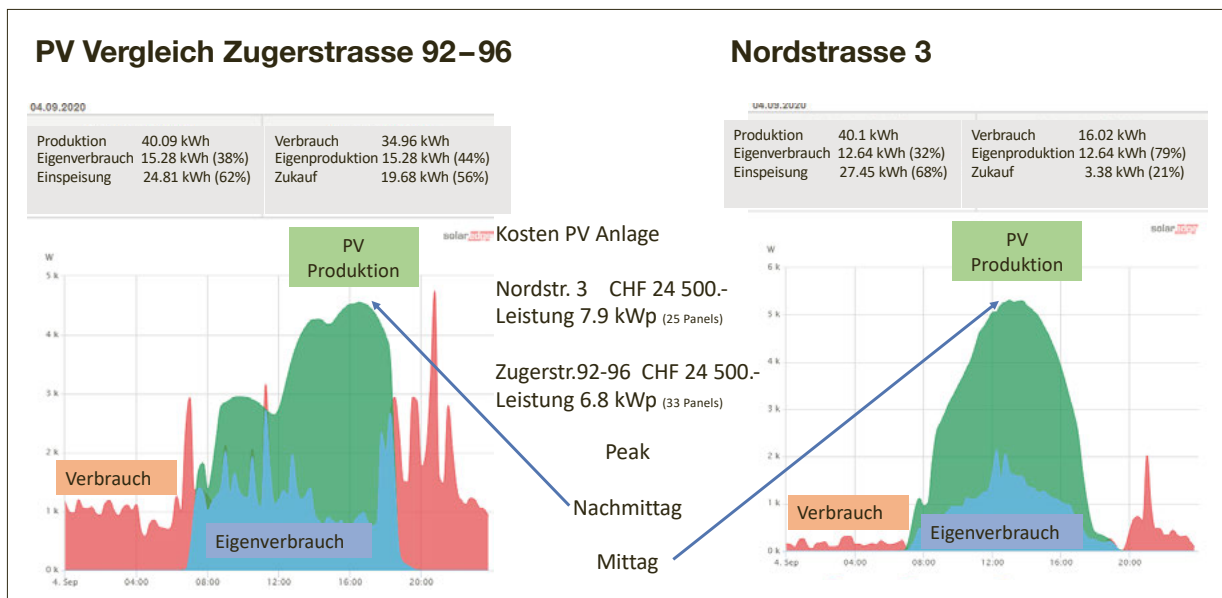 PV Vergleich Zugerstrasse 92–96
Nordstrasse 3
04.09.2020
Produktion 40.09 kWh
Eigenverbrauch 15.28 kWh (38%)
Einspeisung 24.81 kWh (62%)
Verbrauch 34.96 kWh
Eigenproduktion 15.28 kWh (44%)
Zukauf 19.68 kWh (56%)
04.09.2020
Produktion 40.1 kWh
Eigenverbrauch 12.64 kWh (32%)
Einspeisung 27.45 kWh (68%)
Verbrauch 16.02 kWh
Eigenproduktion 12.64 kWh (79%)
Zukauf 3.38 kWh (21%)
solaredge
W
PV
Produktion
5 k
4 k
3 k
2 k
1 k
0 k
Verbrauch
Eigenverbrauch
4. Sep 04:00 08:00 12:00 16:00 20:00
Kosten PV Anlage
Nordstr. 3 CHF 24 500.-
Leistung 7.9 kWp (25 Panels)
Zugerstr.92-96 CHF 24 500.-
Leistung 6.8 kWp (33 Panels)
Peak
Nachmittag
Mittag
solaredge
W
PV
Produktion
6 k
5 k
4 k
3 k
2 k
1 k
0 k
Verbrauch
Eigenverbrauch
4. Sep 04:00 08:00 12:00 16:00 20:00